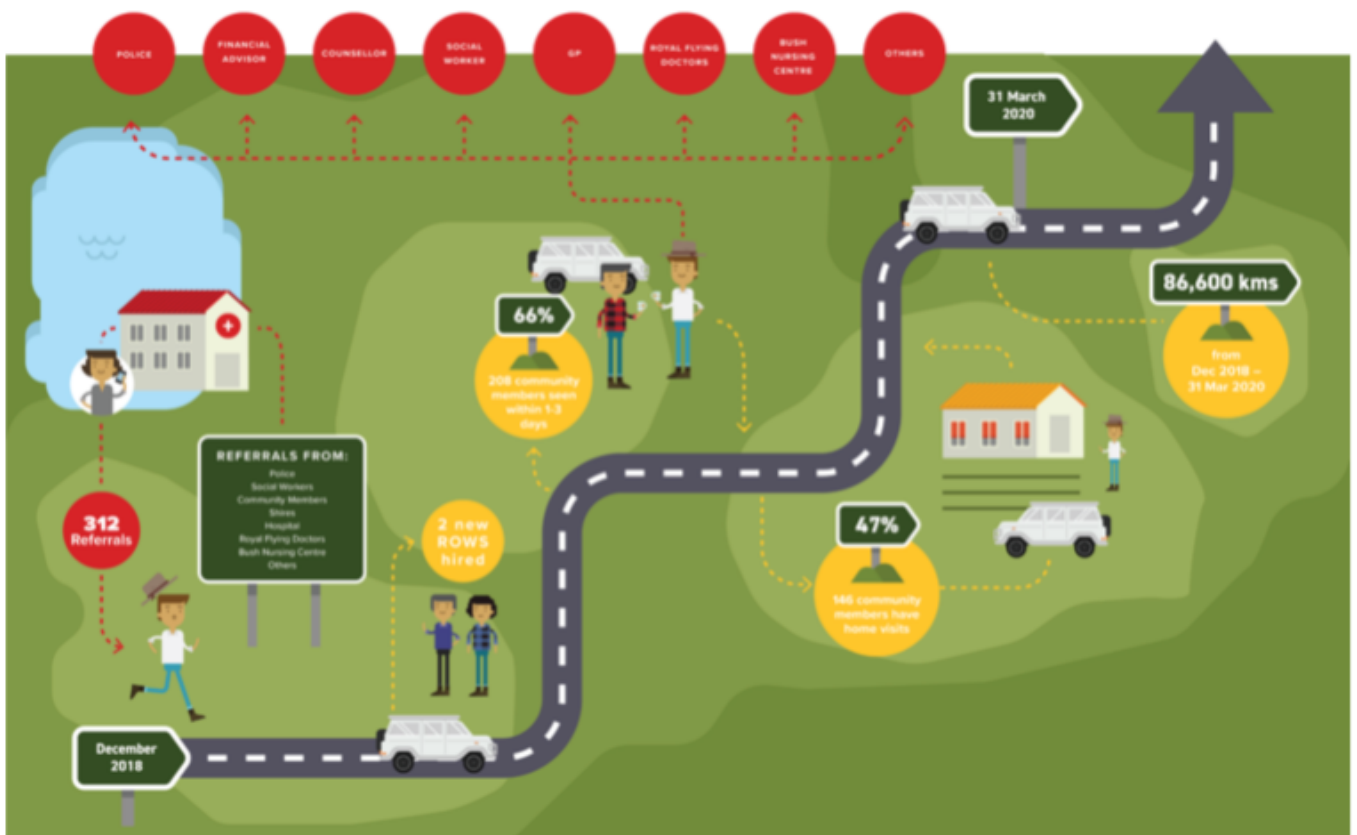 POLICE
FINANCIAL
ADVISOR
COUNSELLOR
SOCIAL
WORKER
GP
ROYAL FLYING
DOCTORS
BUSH
NURSING
CENTRE
OTHERS
31 March
2020
86,600 kms
from
Dec 2018 –
31 Mar 2020
66%
208 community
members seen
within 1-3
days
REFERRALS FROM:
Police
Social Workers
Community Members
Shires
Hospital
Royal Flying Doctors
Bush Nursing Centre
Others
312
Referrals
2 new
ROWS
hired
47%
146 community
members have
home visits
December
2018